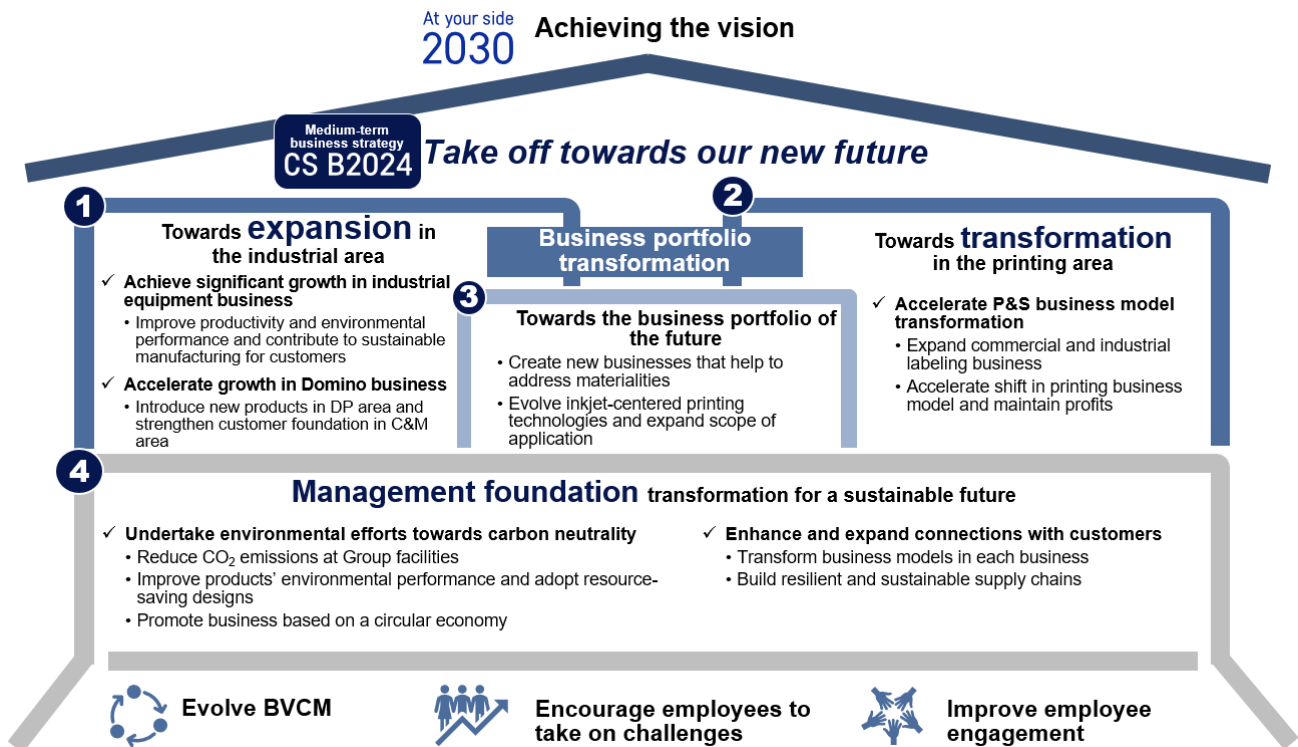 At your side
2030
Achieving the vision
Medium-term
business strategy
CS B2024
Take off towards our new future
1
Towards expansion in
the industrial area
✓ Achieve significant growth in industrial
equipment business
• Improve productivity and environmental
performance and contribute to sustainable
manufacturing for customers
✓ Accelerate growth in Domino business
• Introduce new products in DP area and
strengthen customer foundation in C&M
area
Business portfolio
transformation
2
Towards transformation
in the printing area
✓ Accelerate P&S business model
transformation
• Expand commercial and industrial
labeling business
• Accelerate shift in printing business
model and maintain profits
3
Towards the business portfolio of
the future
• Create new businesses that help to
address materialities
• Evolve inkjet-centered printing
technologies and expand scope of
application
4
Management foundation transformation for a sustainable future
✓ Undertake environmental efforts towards carbon neutrality
• Reduce CO₂ emissions at Group facilities
• Improve products’ environmental performance and adopt resource-
saving designs
• Promote business based on a circular economy
✓ Enhance and expand connections with customers
• Transform business models in each business
• Build resilient and sustainable supply chains
Evolve BVCM
Encourage employees to
take on challenges
Improve employee
engagement